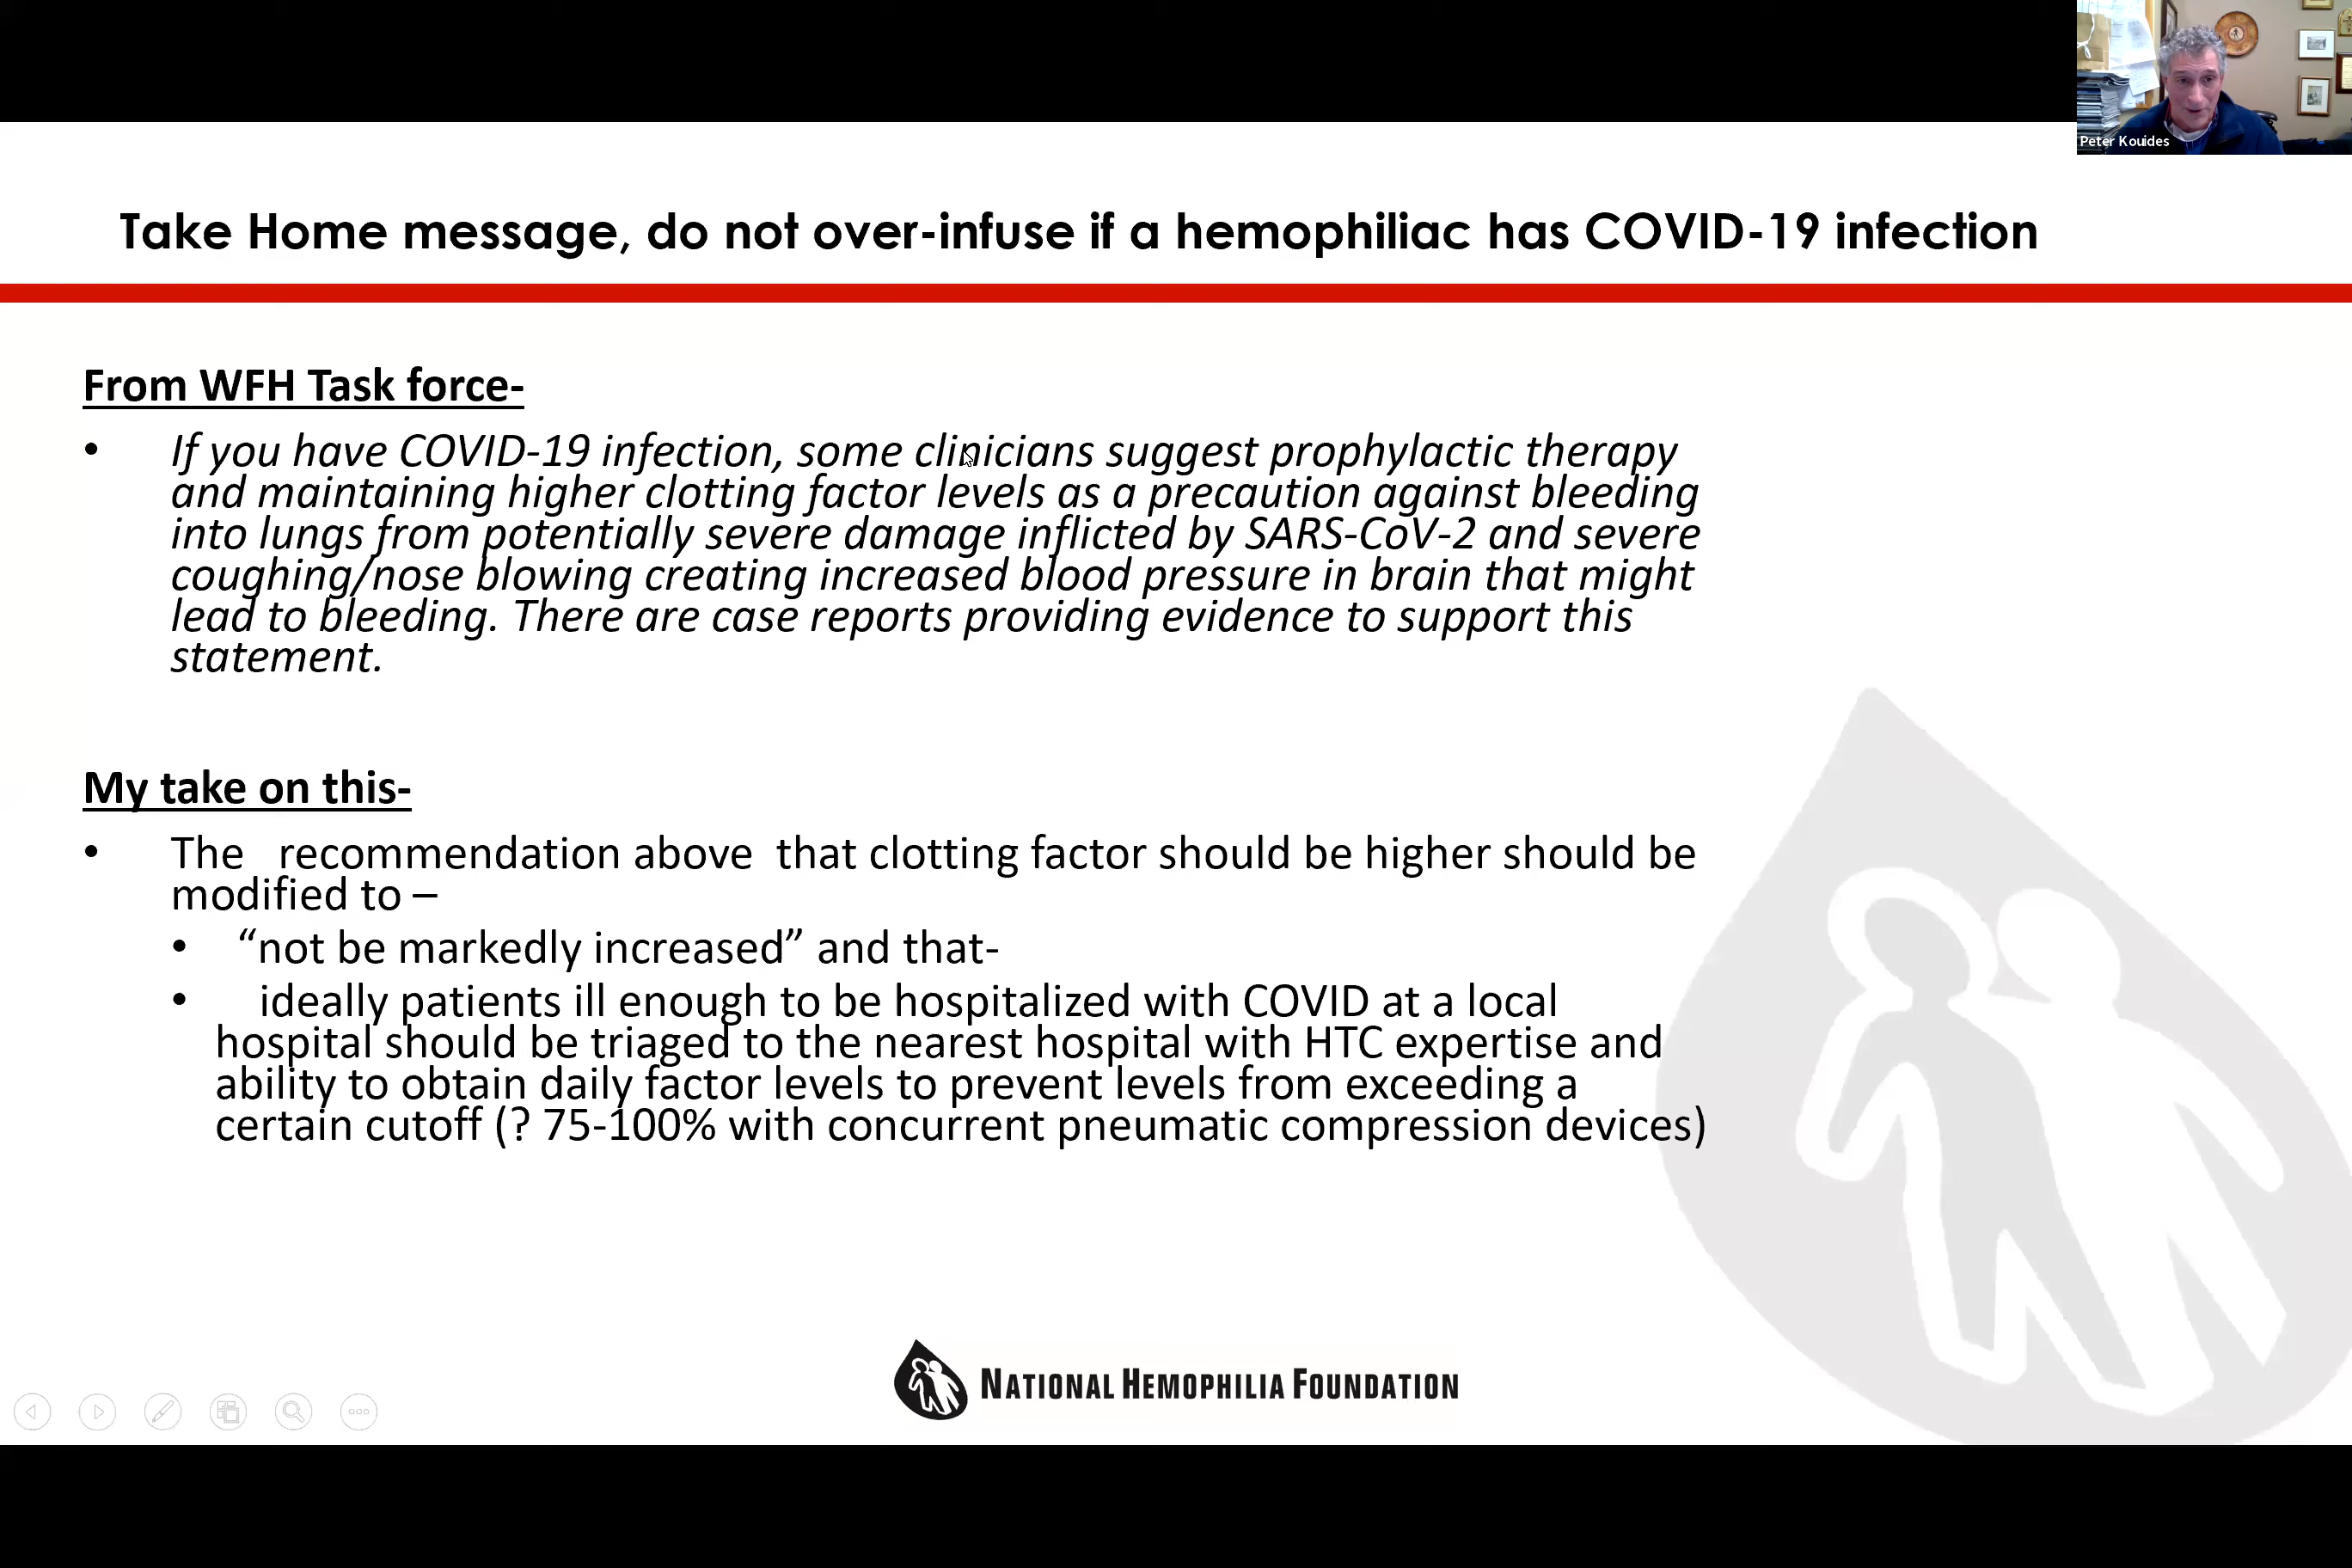 Peter Kouides
Take Home message, do not over-infuse if a hemophiliac has COVID-19 infection
From WFH Task force-
• If you have COVID-19 infection, some clinicians suggest prophylactic therapy
and maintaining higher clotting factor levels as a precaution against bleeding
into lungs from potentially severe damage inflicted by SARS-CoV-2 and severe
coughing/nose blowing creating increased blood pressure in brain that might
lead to bleeding. There are case reports providing evidence to support this
statement.
My take on this-
• The recommendation above that clotting factor should be higher should be
modified to –
• “not be markedly increased” and that-
• ideally patients ill enough to be hospitalized with COVID at a local
hospital should be triaged to the nearest hospital with HTC expertise and
ability to obtain daily factor levels to prevent levels from exceeding a
certain cutoff (? 75-100% with concurrent pneumatic compression devices)
NATIONAL HEMOPHILIA FOUNDATION